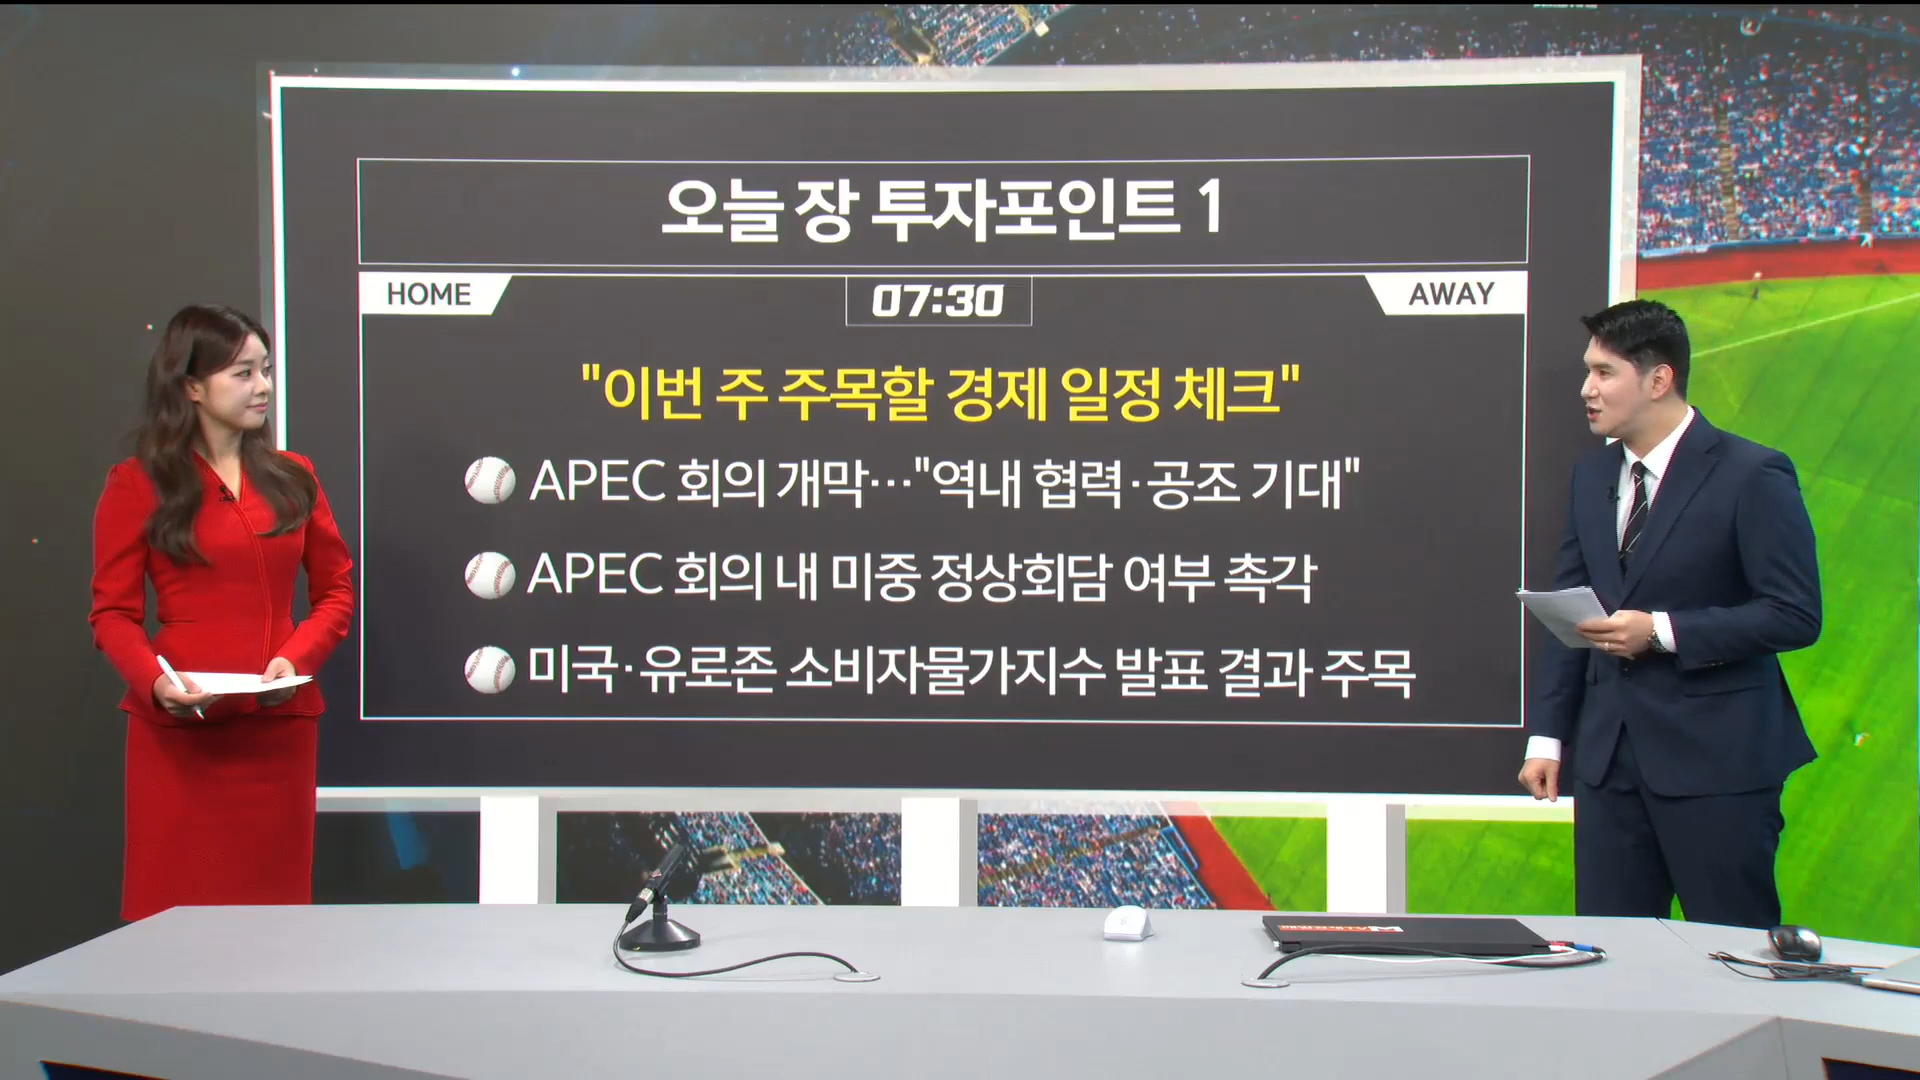 오늘 장 투자포인트 1
HOME
07:30
AWAY
"이번 주 주목할 경제 일정 체크"
APEC 회의 개막…"역내 협력·공조 기대"
APEC 회의 내 미중 정상회담 여부 촉각
미국·유로존 소비자물가지수 발표 결과 주목